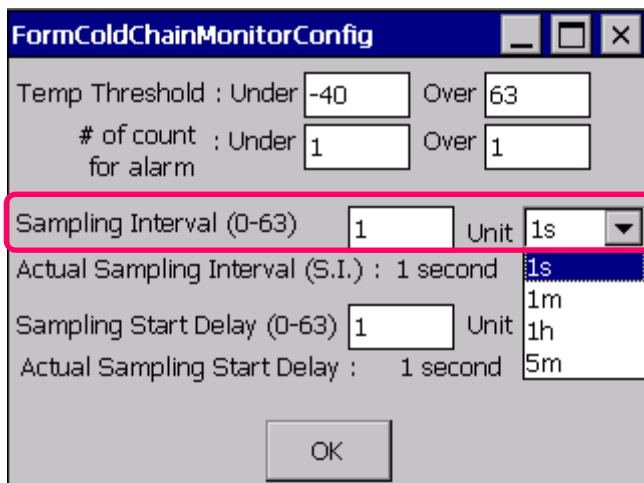 FormColdChainMonitorConfig
Temp Threshold : Under -40 Over 63
# of count for alarm : Under 1 Over 1
Sampling Interval (0-63) 1 Unit 1s
Actual Sampling Interval (S.I.) : 1 second
1s
1m
Sampling Start Delay (0-63) 1 Unit
1h
Actual Sampling Start Delay : 1 second
5m
OK